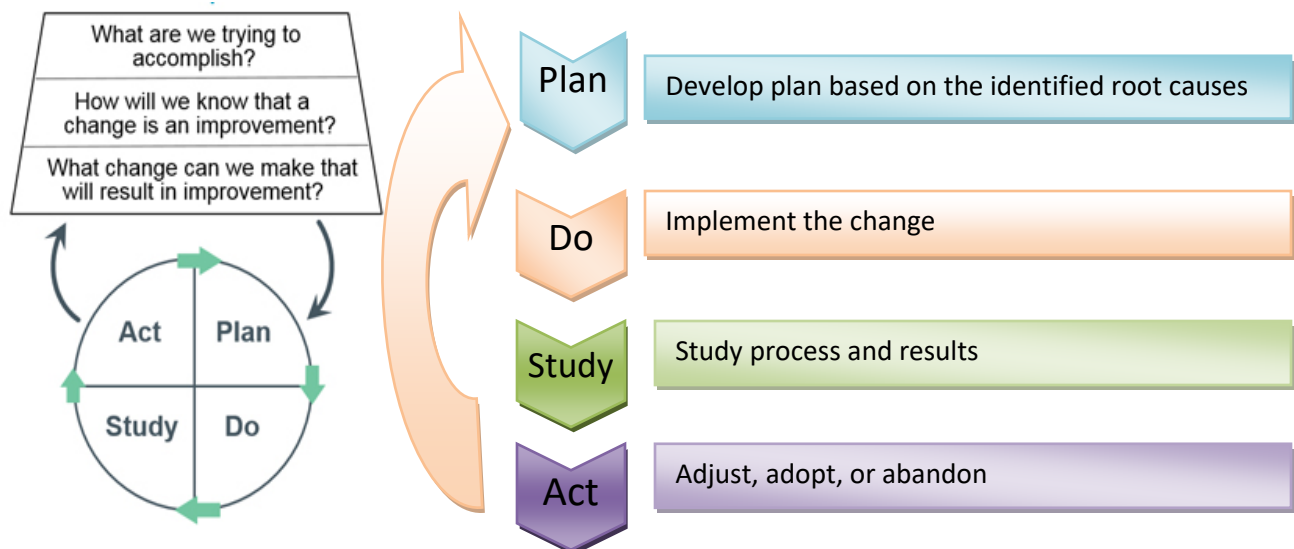 What are we trying to
accomplish?
How will we know that a
change is an improvement?
What change can we make that
will result in improvement?
Act
Plan
Study
Do
Plan
Develop plan based on the identified root causes
Do
Implement the change
Study
Study process and results
Act
Adjust, adopt, or abandon